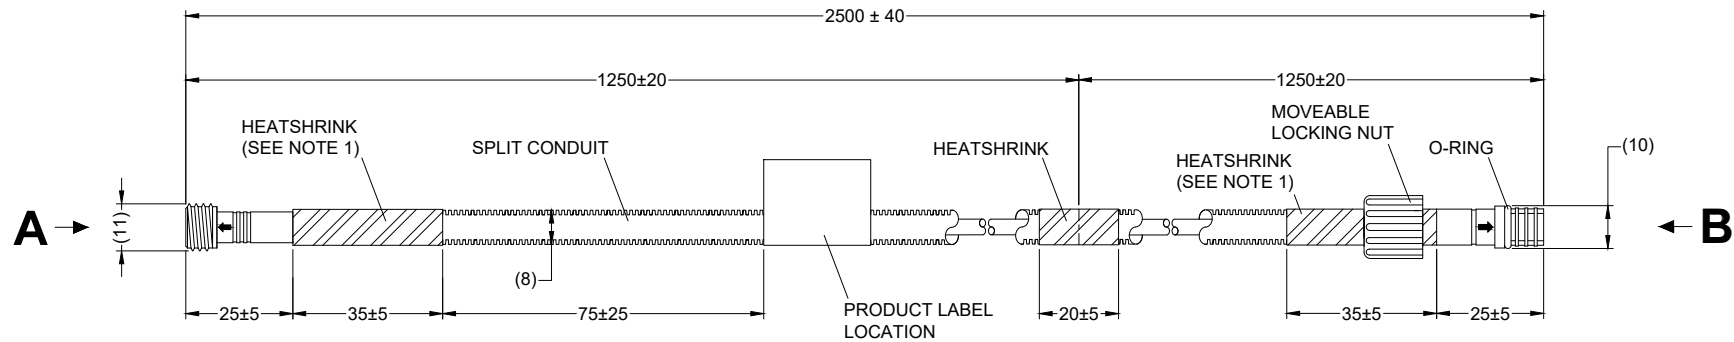 2500 ± 40
1250±20
1250±20
HEATSHRINK
(SEE NOTE 1)
SPLIT CONDUIT
HEATSHRINK
HEATSHRINK
(SEE NOTE 1)
MOVEABLE
LOCKING NUT
O-RING
(10)
A
(11)
B
(8)
25±5
35±5
75±25
PRODUCT LABEL
LOCATION
20±5
35±5
25±5